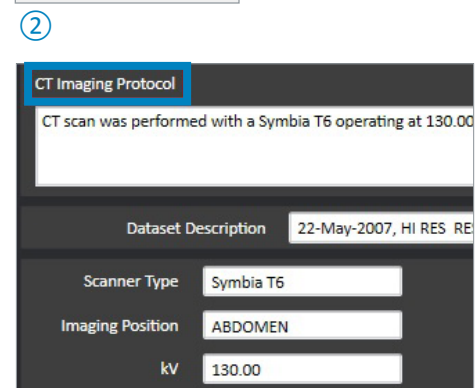 ②
CT Imaging Protocol
CT scan was performed with a Symbia T6 operating at 130.00
Dataset Description 22-May-2007, HI RES RE
Scanner Type Symbia T6
Imaging Position ABDOMEN
kV 130.00